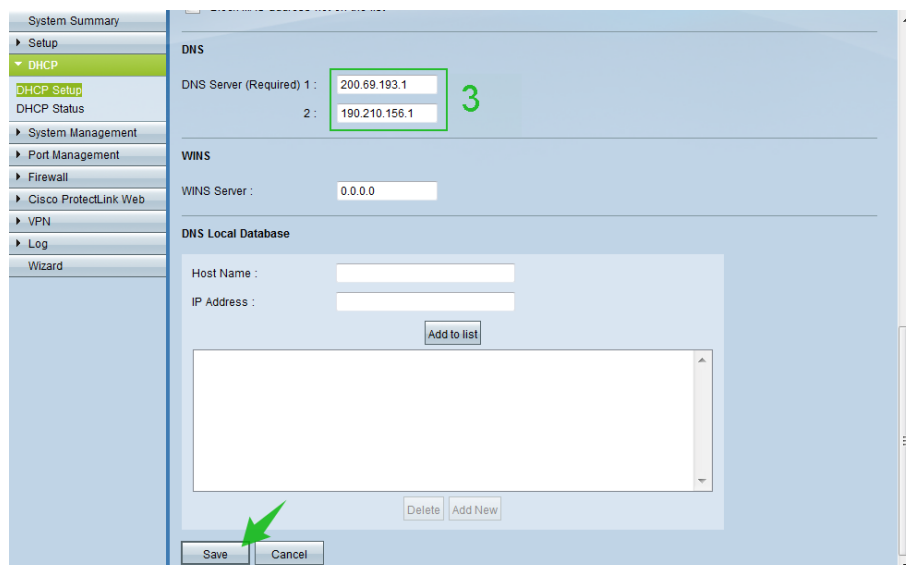 System Summary
Setup
DHCP
DHCP Setup
DHCP Status
System Management
Port Management
Firewall
Cisco ProtectLink Web
VPN
Log
Wizard
DNS
DNS Server (Required) 1 : 200.69.193.1
2 : 190.210.156.1
3
WINS
WINS Server : 0.0.0.0
DNS Local Database
Host Name :
IP Address :
Add to list
Delete Add New
Save Cancel